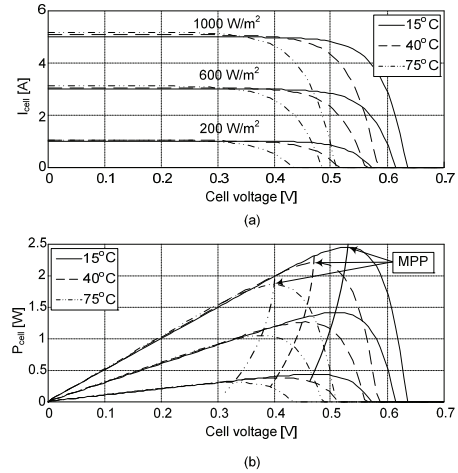 6
4
2
0
I_cell [A]
1000 W/m²
600 W/m²
200 W/m²
15°C
40°C
75°C
0 0.1 0.2 0.3 0.4 0.5 0.6 0.7
Cell voltage [V]
(a)
2.5
2
1.5
1
0.5
0
P_cell [W]
15°C
40°C
75°C
MPP
0 0.1 0.2 0.3 0.4 0.5 0.6 0.7
Cell voltage [V]
(b)